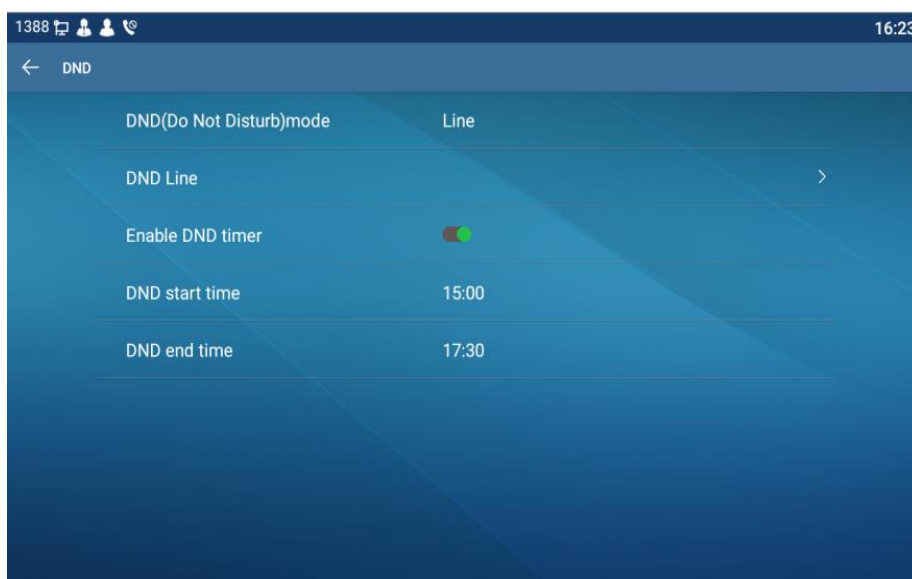 1388 16:23
DND
DND(Do Not Disturb)mode Line
DND Line
Enable DND timer
DND start time 15:00
DND end time 17:30